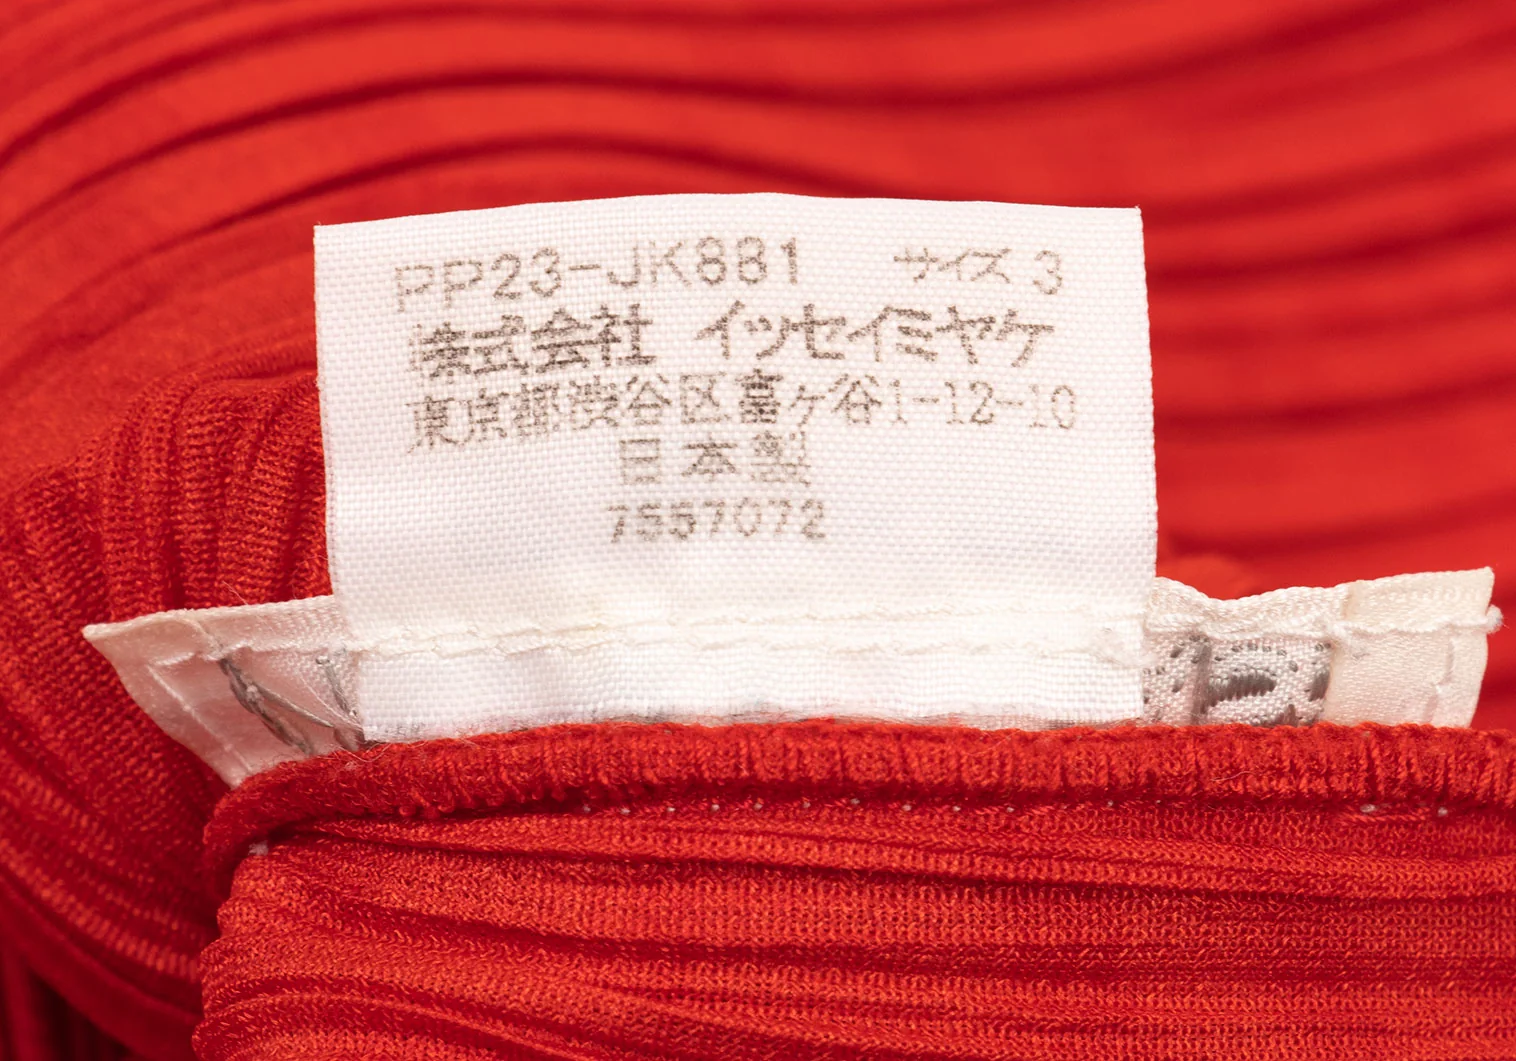 PP23-JK881 サイズ 3
株式会社 イッセイミヤケ
東京都渋谷区富ヶ谷1-12-10
日本製
7557072